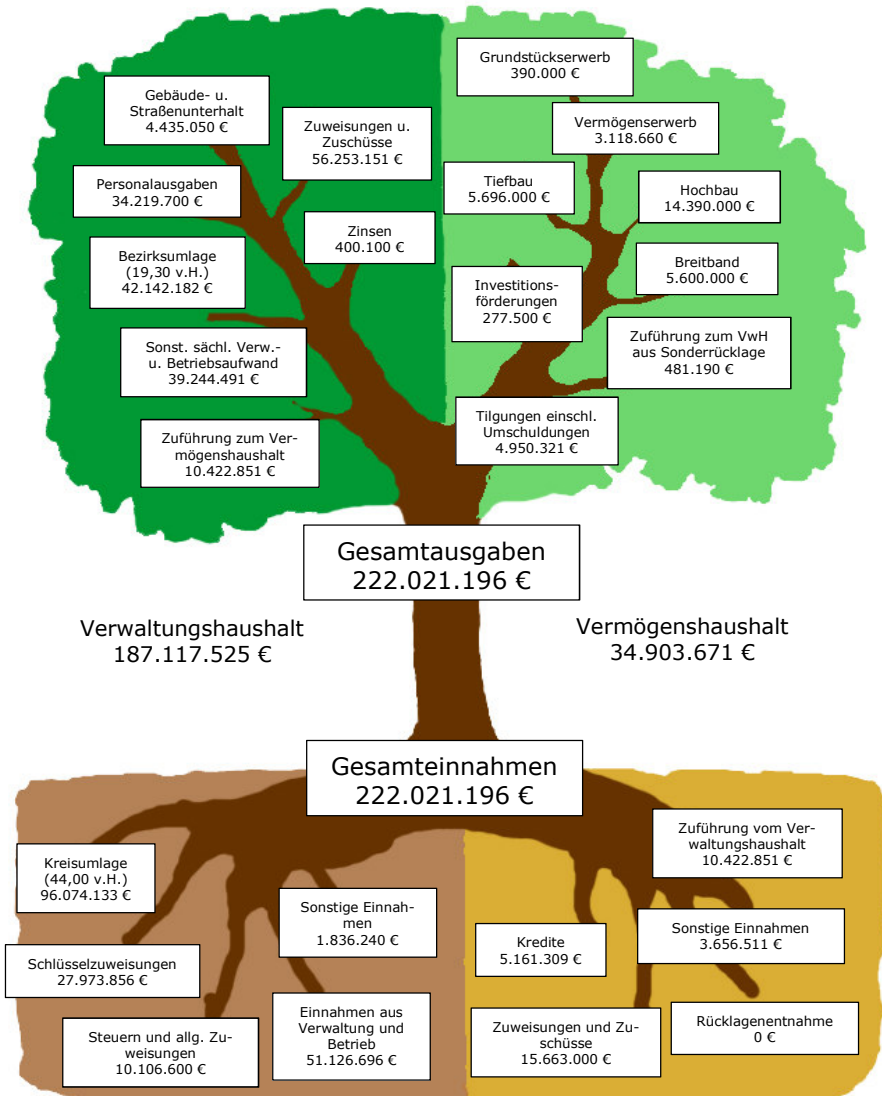 Grundstückserwerb
390.000 €
Gebäude- u.
Straßenunterhalt
4.435.050 €
Zuweisungen u.
Zuschüsse
56.253.151 €
Vermögenserwerb
3.118.660 €
Personalausgaben
34.219.700 €
Tiefbau
5.696.000 €
Hochbau
14.390.000 €
Zinsen
400.100 €
Bezirksumlage
(19,30 v.H.)
42.142.182 €
Breitband
5.600.000 €
Investitions-
förderungen
277.500 €
Sonst. sächl. Verw.-
u. Betriebsaufwand
39.244.491 €
Zuführung zum VwH
aus Sonderrücklage
481.190 €
Zuführung zum Ver-
mögenshaushalt
10.422.851 €
Tilgungen einschl.
Umschuldungen
4.950.321 €
Gesamtausgaben
222.021.196 €
Verwaltungshaushalt
187.117.525 €
Vermögenshaushalt
34.903.671 €
Gesamteinnahmen
222.021.196 €
Kreisumlage
(44,00 v.H.)
96.074.133 €
Sonstige Einnah-
men
1.836.240 €
Schlüsselzuweisungen
27.973.856 €
Steuern und allg. Zu-
weisungen
10.106.600 €
Einnahmen aus
Verwaltung und
Betrieb
51.126.696 €
Zuführung vom Ver-
waltungshaushalt
10.422.851 €
Kredite
5.161.309 €
Sonstige Einnahmen
3.656.511 €
Zuweisungen und Zu-
schüsse
15.663.000 €
Rücklagenentnahme
0 €